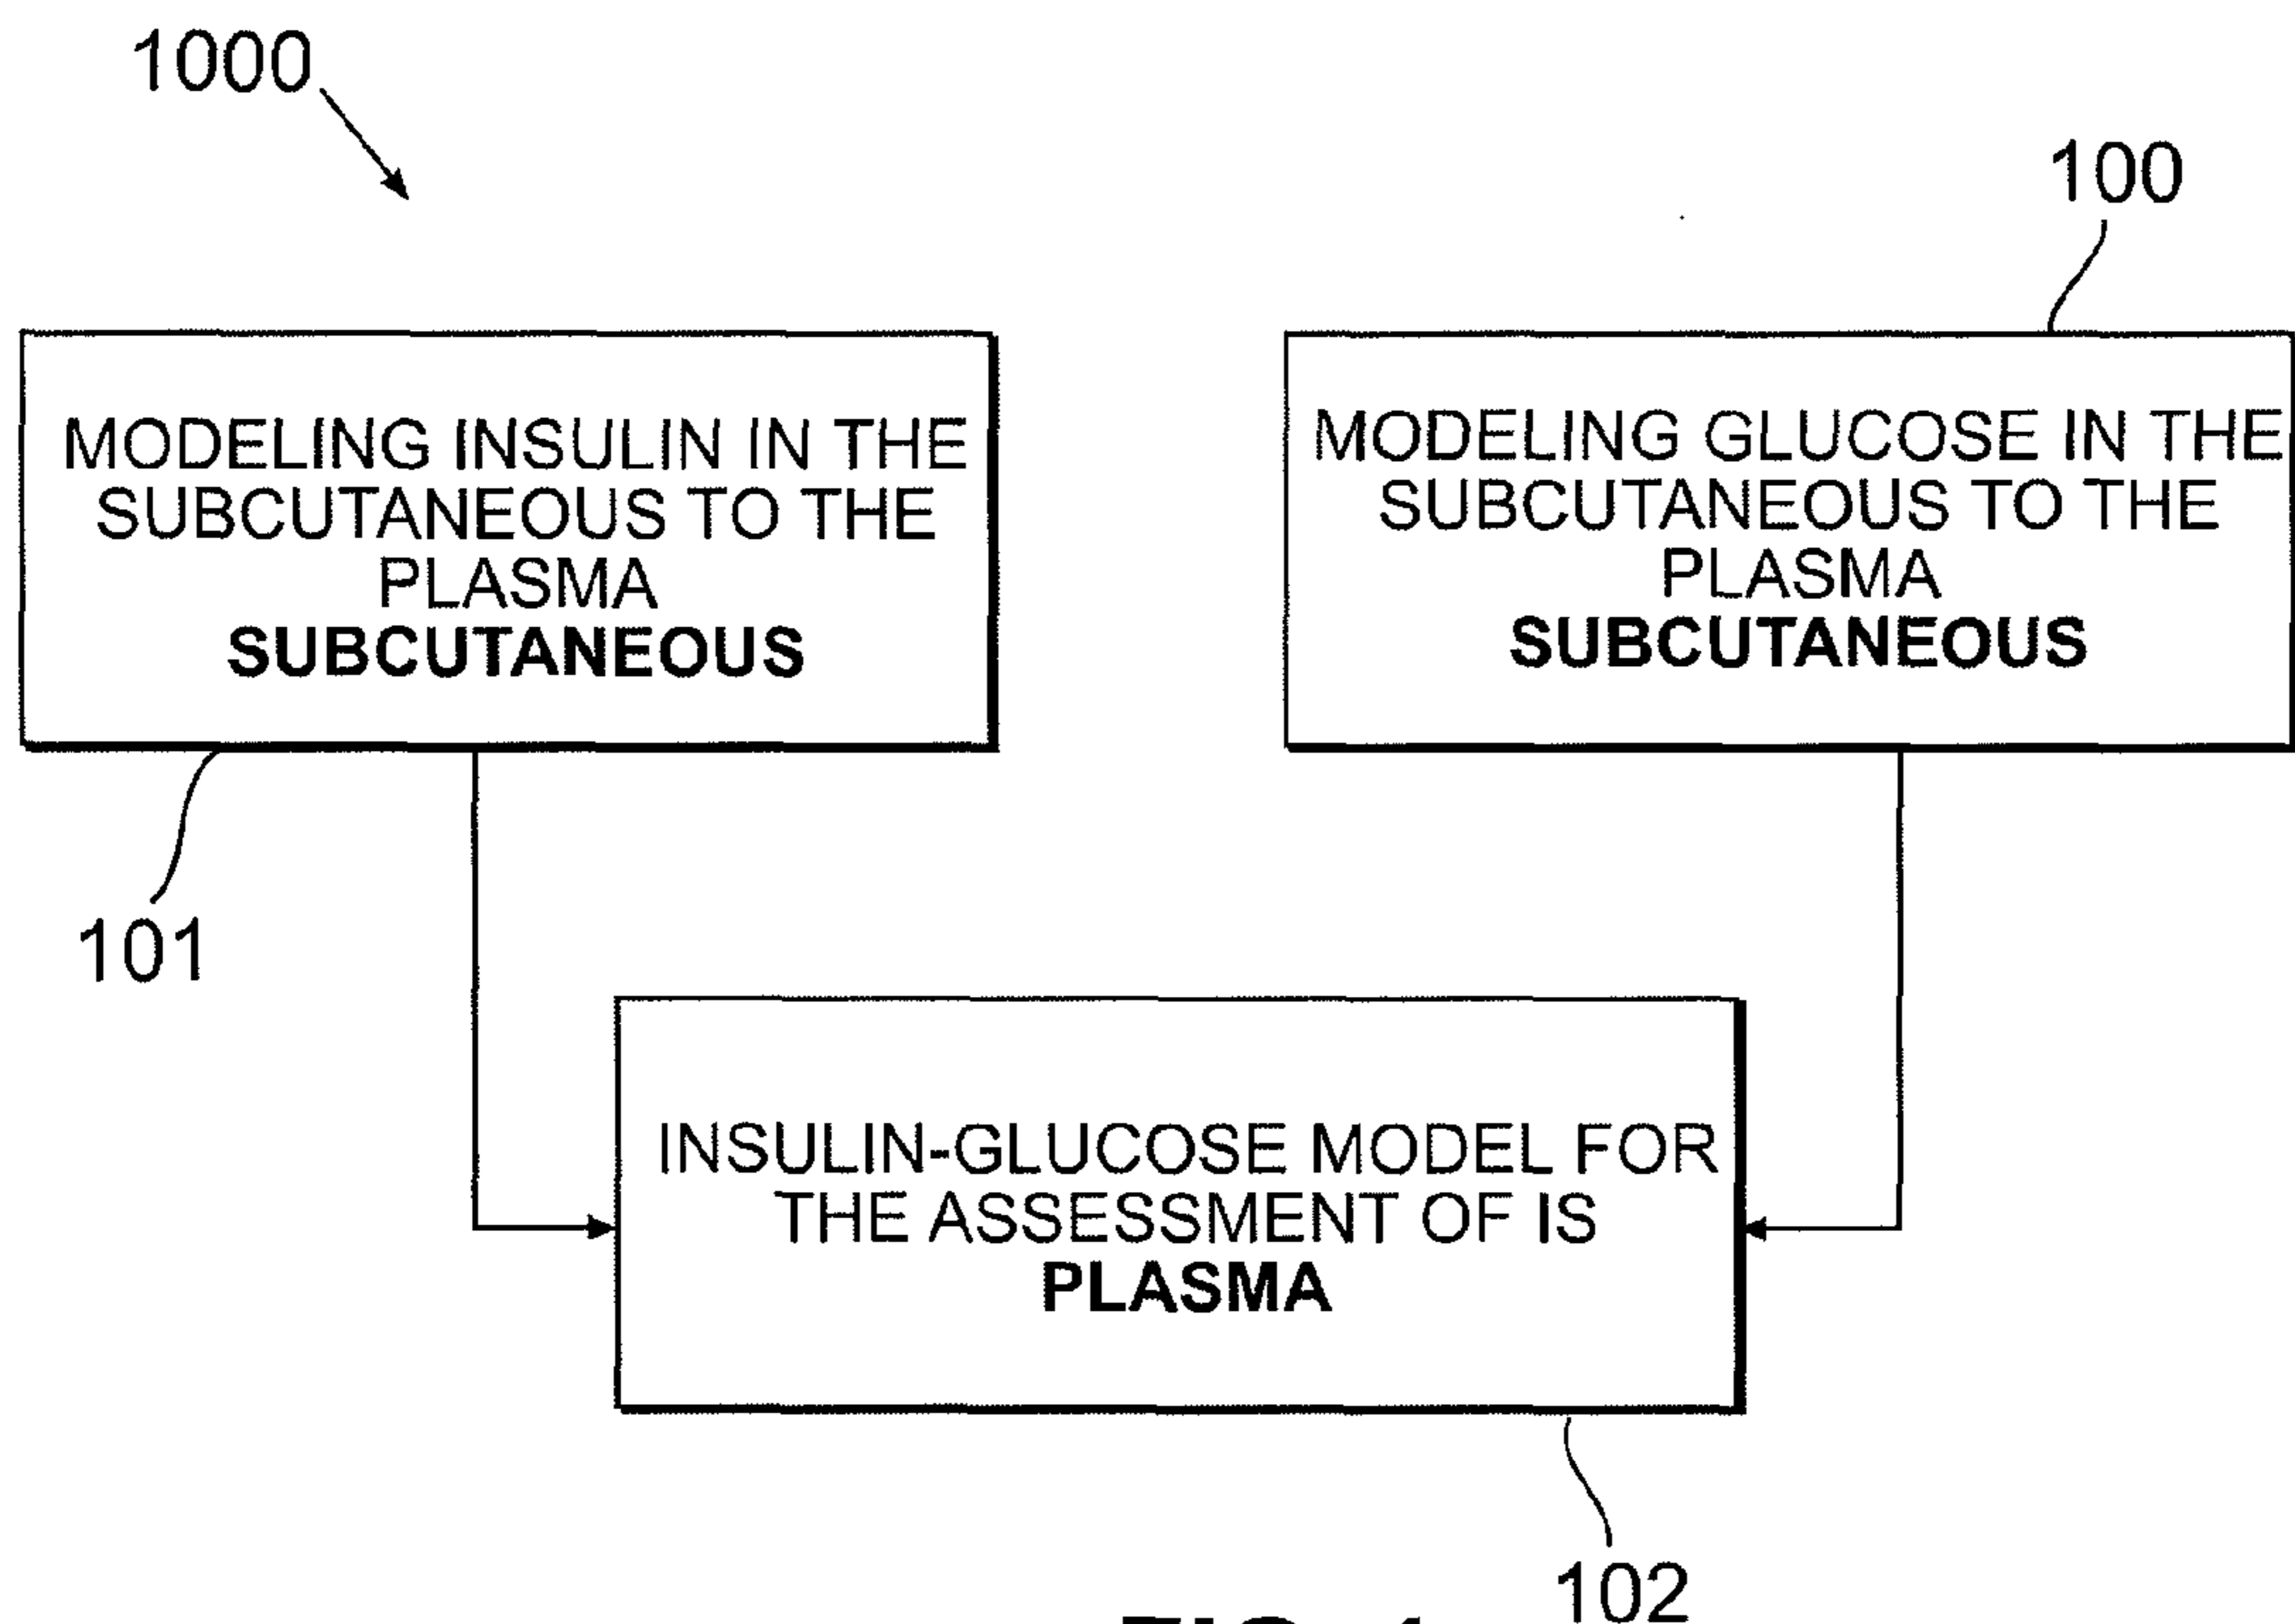 1000
100
MODELING INSULIN IN THE
SUBCUTANEOUS TO THE
PLASMA
SUBCUTANEOUS
MODELING GLUCOSE IN THE
SUBCUTANEOUS TO THE
PLASMA
SUBCUTANEOUS
101
INSULIN-GLUCOSE MODEL FOR
THE ASSESSMENT OF IS
PLASMA
102